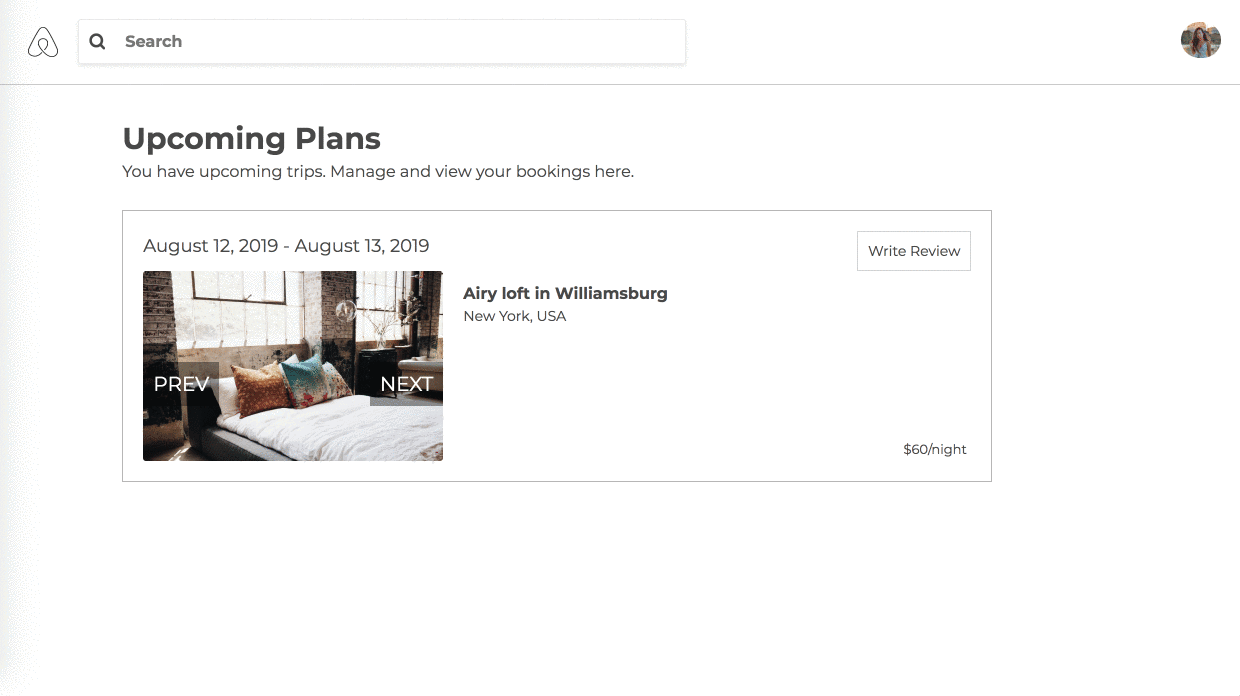 Search
Upcoming Plans
You have upcoming trips. Manage and view your bookings here.
August 12, 2019 - August 13, 2019
Write Review
Airy loft in Williamsburg
New York, USA
PREV
NEXT
$60/night